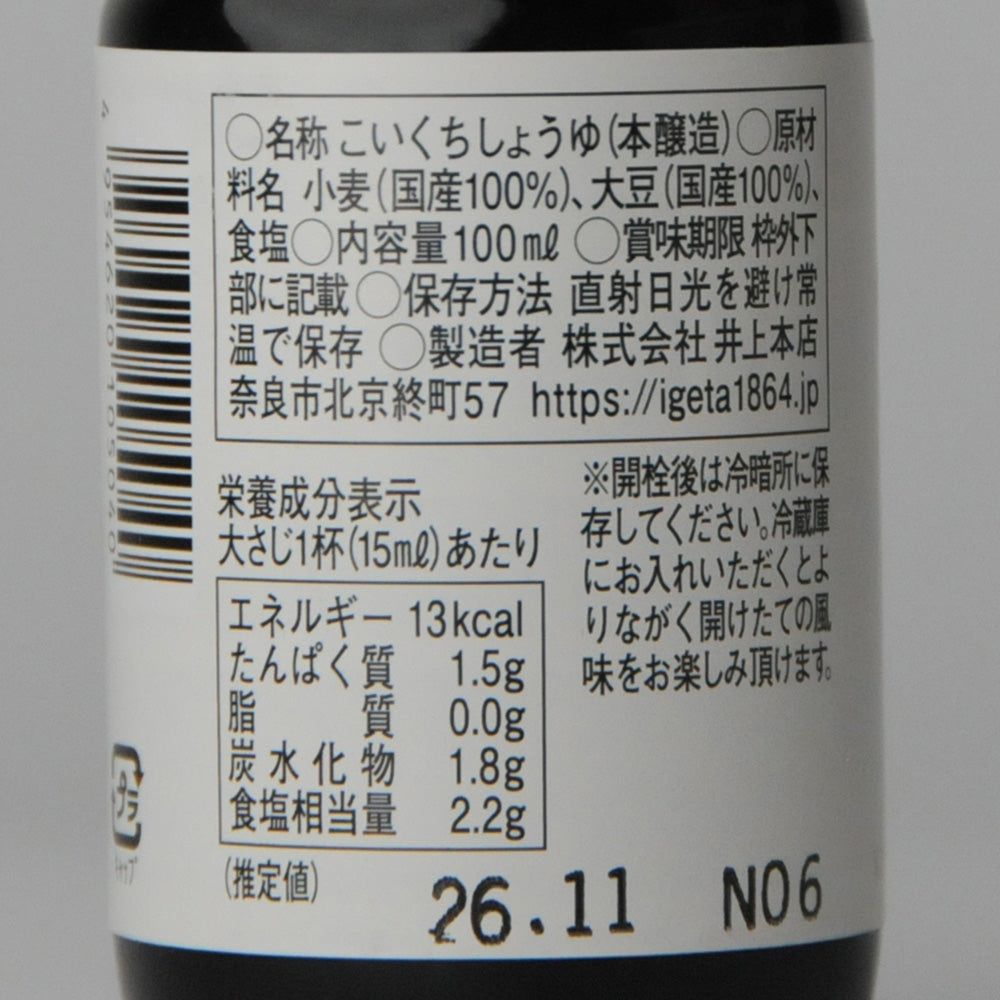 ○名称 こいくちしょうゆ(本醸造)○原材
料名 小麦(国産100%)、大豆(国産100%)、
食塩○内容量100ml ○賞味期限 枠外下
部に記載 ○保存方法 直射日光を避け常
温で保存 ○製造者 株式会社 井上本店
奈良市北京終町57 https://igeta1864.jp
栄養成分表示
大さじ1杯(15ml)あたり
エネルギー 13kcal
たんぱく質 1.5g
脂質 0.0g
炭水化物 1.8g
食塩相当量 2.2g
(推定値)
※開栓後は冷暗所に保
存してください。冷蔵庫
にお入れいただくとよ
りながく開けたての風
味をお楽しみ頂けます。
26.11 NO6
プラ
キャップ